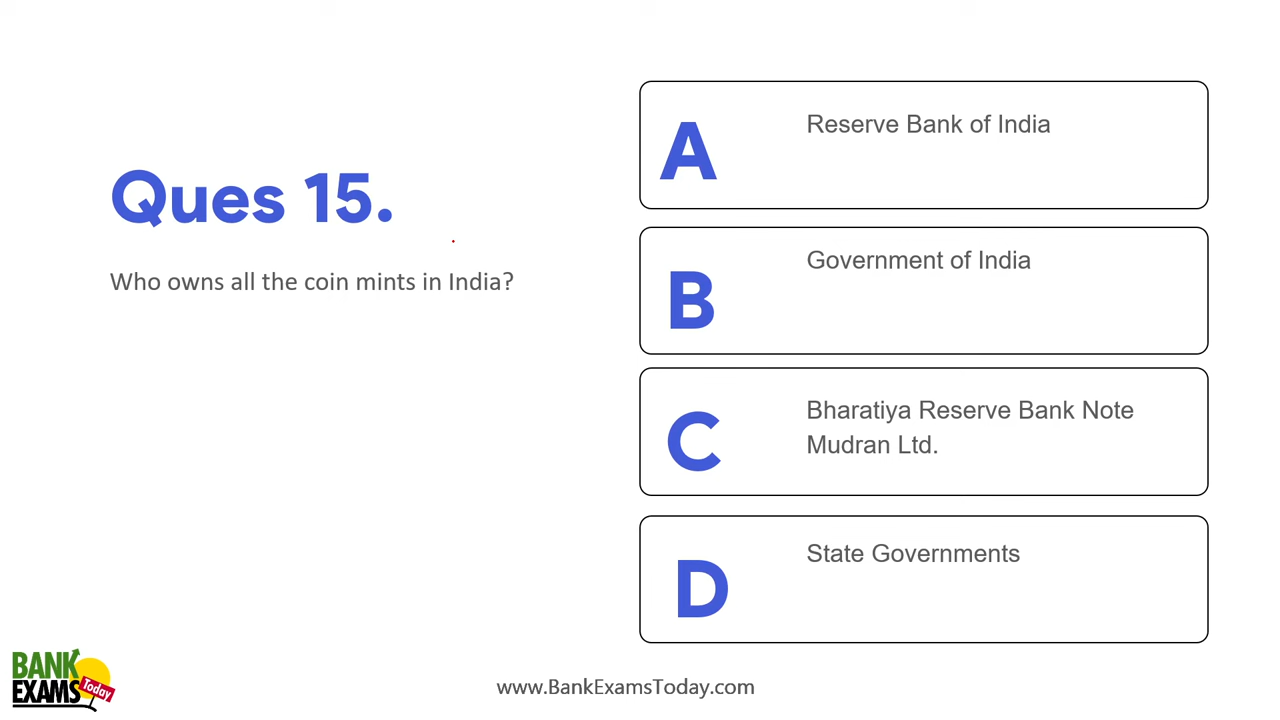 Ques 15.
Who owns all the coin mints in India?
A
Reserve Bank of India
B
Government of India
C
Bharatiya Reserve Bank Note
Mudran Ltd.
D
State Governments
BANK
EXAMS
Today
www.BankExamsToday.com